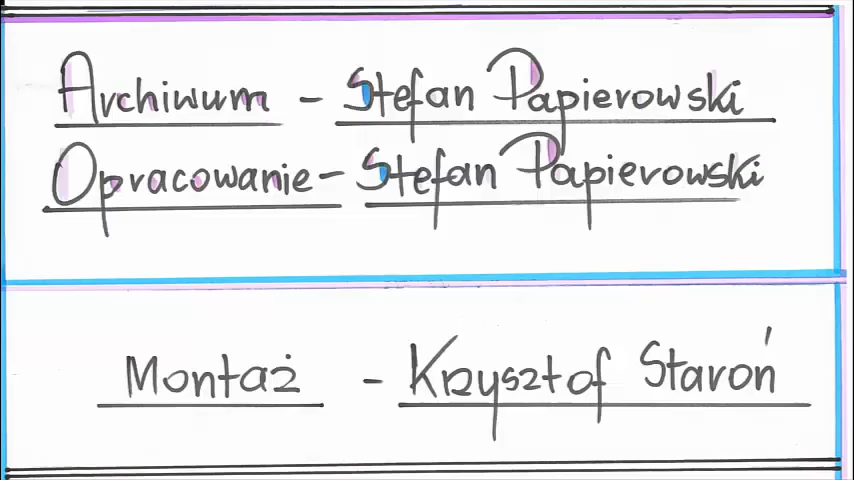 Archiwum - Stefan Papierowski
Opracowanie - Stefan Papierowski
Montaż - Krzysztof Staroń